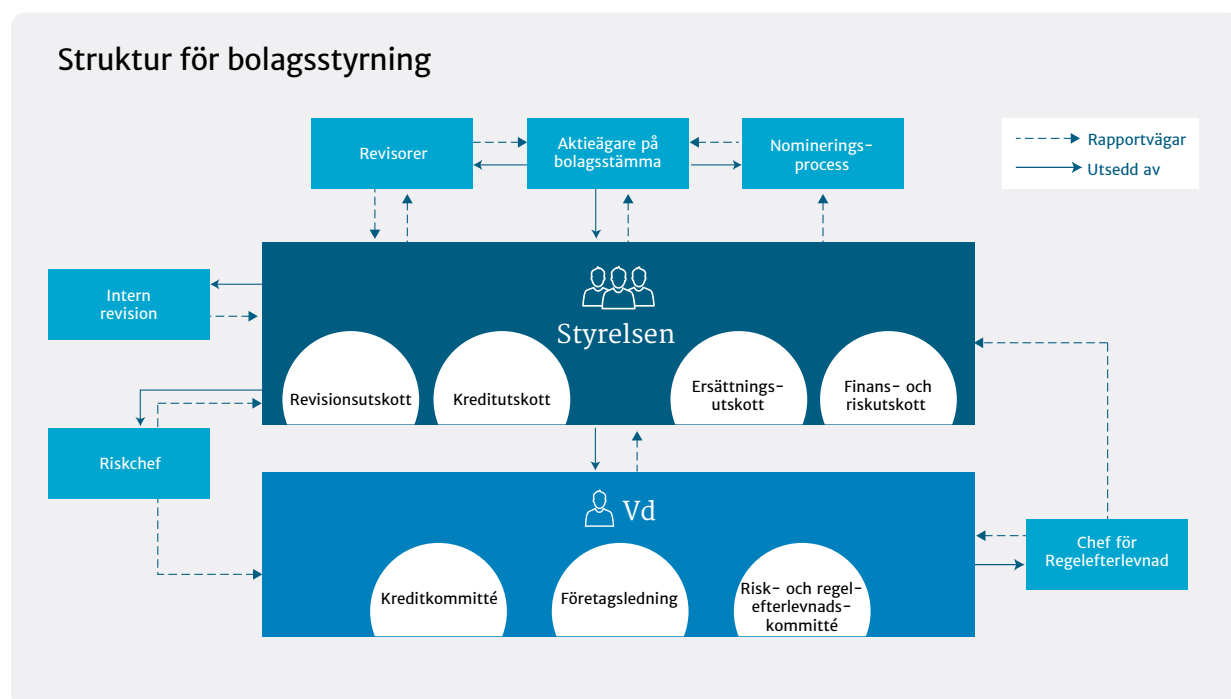 Struktur för bolagsstyrning
Revisorer
Aktieägare på
bolagsstämma
Nominerings-
process
Rapportvägar
Utsedd av
Intern
revision
Styrelsen
Revisionsutskott
Kreditutskott
Ersättnings-
utskott
Finans- och
riskutskott
Riskchef
Vd
Chef för
Regelefterlevnad
Kreditkommitté
Företagsledning
Risk- och regel-
efterlevnads-
kommitté